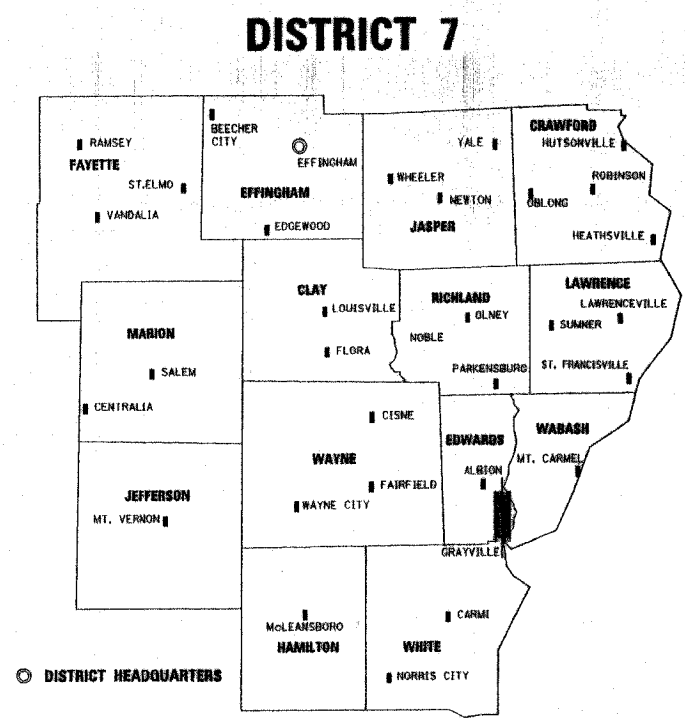 DISTRICT 7
BEECHER
CITY
RAMSEY
FAYETTE
ST.ELMO
VANDALIA
EFFINGHAM
EFFINGHAM
EDGEWOOD
YALE
WHEELER
NEWTON
JASPER
CRAWFORD
HUTSONVILLE
ROBINSON
OBLONG
HEATHSVILLE
CLAY
LOUISVILLE
FLORA
RICHLAND
OLNEY
NOBLE
PARKENSBURG
LAWRENCE
LAWRENCEVILLE
SUMNER
ST. FRANCISVILLE
MARION
SALEM
CENTRALIA
CISNE
WAYNE
FAIRFIELD
WAYNE CITY
EDWARDS
ALBION
GRAYVILLE
WABASH
MT. CARMEL
JEFFERSON
MT. VERNON
McLEANSBORO
HAMILTON
CARMI
WHITE
NORRIS CITY
DISTRICT HEADQUARTERS